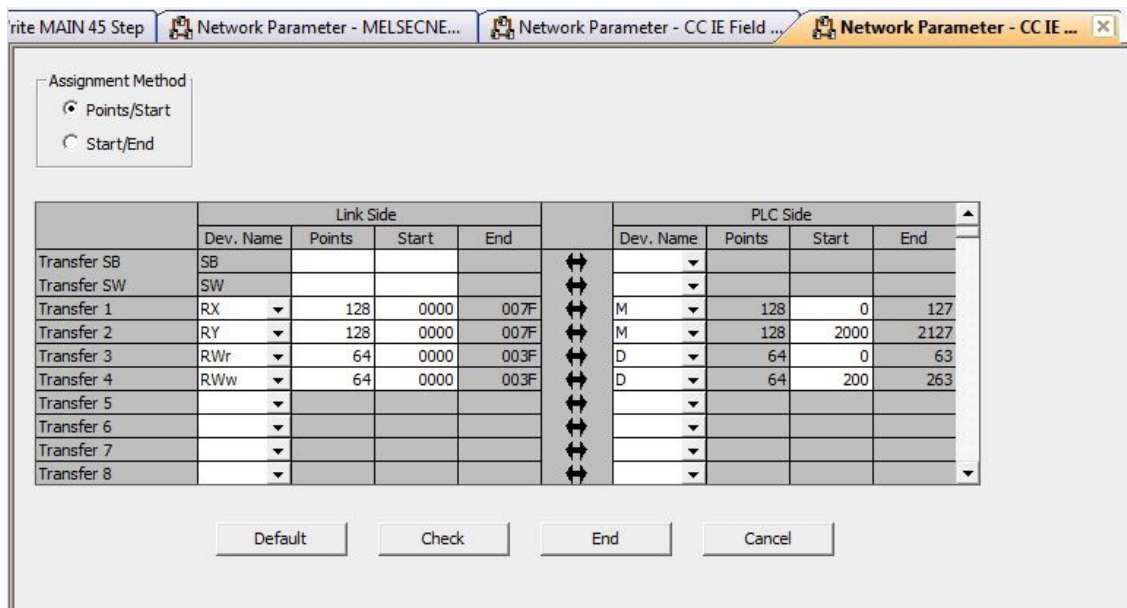 rite MAIN 45 Step Network Parameter - MELSECNE... Network Parameter - CC IE Field ... Network Parameter - CC IE ...
Assignment Method
Points/Start
Start/End
Link Side PLC Side
Dev. Name Points Start End Dev. Name Points Start End
Transfer SB SB
Transfer SW SW
Transfer 1 RX 128 0000 007F M 128 0 127
Transfer 2 RY 128 0000 007F M 128 2000 2127
Transfer 3 RWr 64 0000 003F D 64 0 63
Transfer 4 RWw 64 0000 003F D 64 200 263
Transfer 5
Transfer 6
Transfer 7
Transfer 8
Default Check End Cancel